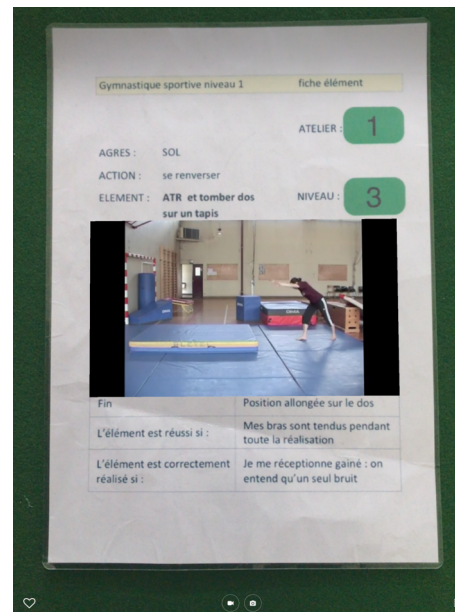 Gymnastique sportive niveau 1 fiche élément
ATELIER : 1
AGRES : SOL
ACTION : se renverser
ELEMENT : ATR et tomber dos NIVEAU : 3
sur un tapis
Fin Position allongée sur le dos
L'élément est réussi si : Mes bras sont tendus pendant
toute la réalisation
L'élément est correctement Je me réceptionne gainé : on
réalisé si : entend qu'un seul bruit